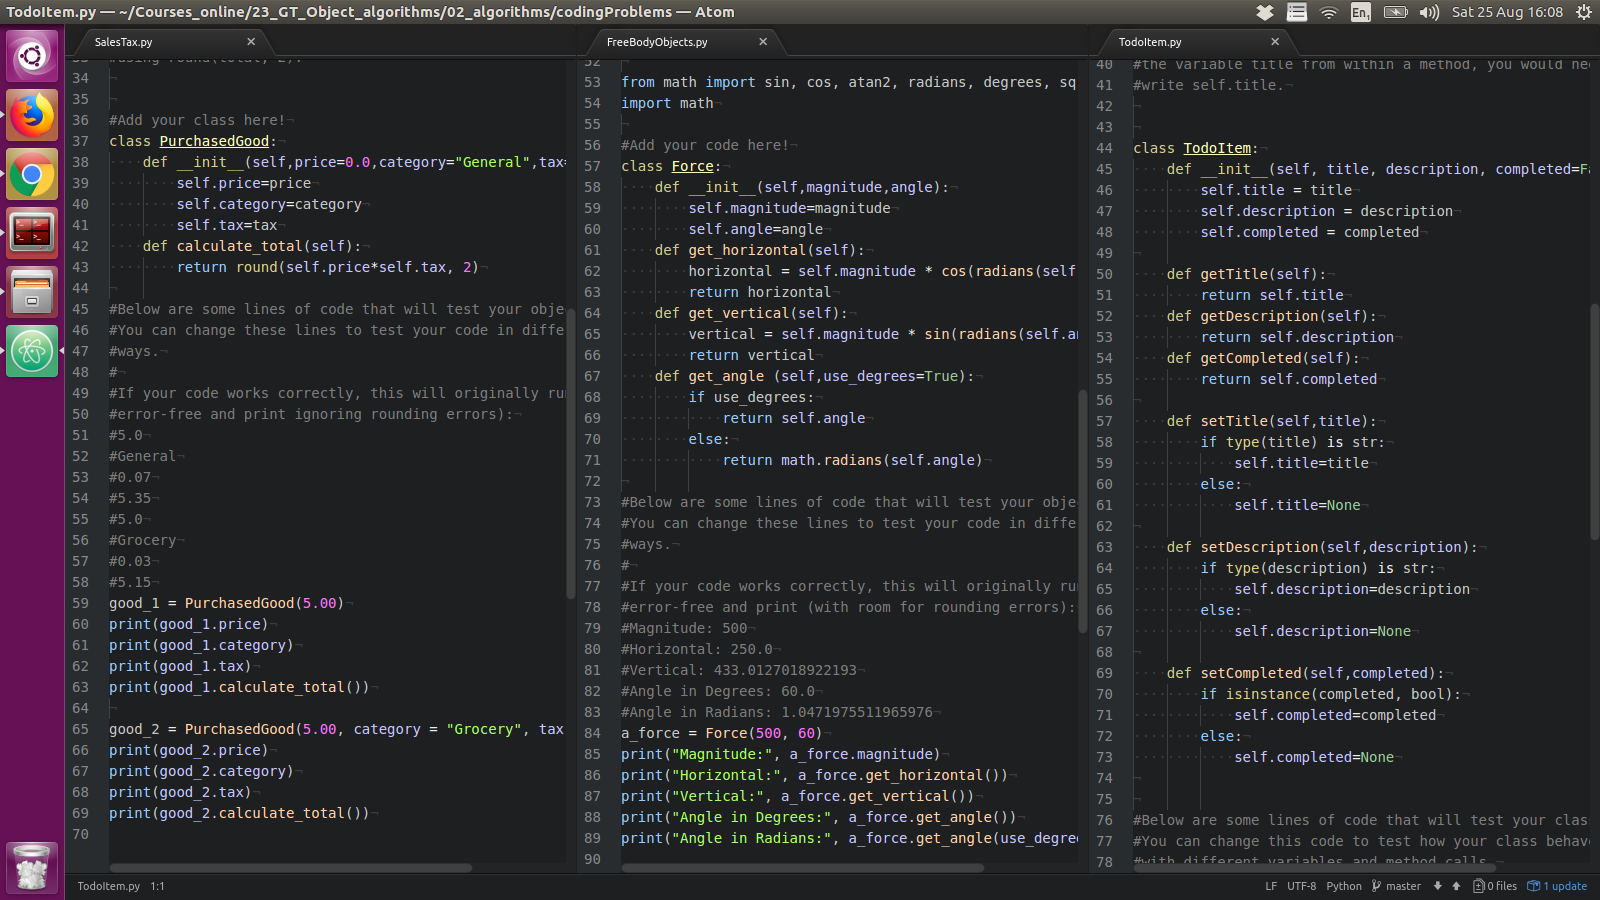 TodoItem.py — ~/Courses_online/23_GT_Object_algorithms/02_algorithms/codingProblems — Atom
En₁
Sat 25 Aug 16:08
SalesTax.py
#using round(total, 2).
34
35
36 #Add your class here!
37 class PurchasedGood:
38 def __init__(self,price=0.0,category="General",tax=
39 self.price=price
40 self.category=category
41 self.tax=tax
42 def calculate_total(self):
43 return round(self.price*self.tax, 2)
44
45 #Below are some lines of code that will test your obje
46 #You can change these lines to test your code in diffe
47 #ways.
48 #
49 #If your code works correctly, this will originally ru
50 #error-free and print ignoring rounding errors):
51 #5.0
52 #General
53 #0.07
54 #5.35
55 #5.0
56 #Grocery
57 #0.03
58 #5.15
59 good_1 = PurchasedGood(5.00)
60 print(good_1.price)
61 print(good_1.category)
62 print(good_1.tax)
63 print(good_1.calculate_total())
64
65 good_2 = PurchasedGood(5.00, category = "Grocery", tax
66 print(good_2.price)
67 print(good_2.category)
68 print(good_2.tax)
69 print(good_2.calculate_total())
70
FreeBodyObjects.py
52
53 from math import sin, cos, atan2, radians, degrees, sq
54 import math
55
56 #Add your code here!
57 class Force:
58 def __init__(self,magnitude,angle):
59 self.magnitude=magnitude
60 self.angle=angle
61 def get_horizontal(self):
62 horizontal = self.magnitude * cos(radians(self
63 return horizontal
64 def get_vertical(self):
65 vertical = self.magnitude * sin(radians(self.an
66 return vertical
67 def get_angle (self,use_degrees=True):
68 if use_degrees:
69 return self.angle
70 else:
71 return math.radians(self.angle)
72
73 #Below are some lines of code that will test your obje
74 #You can change these lines to test your code in diffe
75 #ways.
76 #
77 #If your code works correctly, this will originally ru
78 #error-free and print (with room for rounding errors):
79 #Magnitude: 500
80 #Horizontal: 250.0
81 #Vertical: 433.0127018922193
82 #Angle in Degrees: 60.0
83 #Angle in Radians: 1.0471975511965976
84 a_force = Force(500, 60)
85 print("Magnitude:", a_force.magnitude)
86 print("Horizontal:", a_force.get_horizontal())
87 print("Vertical:", a_force.get_vertical())
88 print("Angle in Degrees:", a_force.get_angle())
89 print("Angle in Radians:", a_force.get_angle(use_degre
90
TodoItem.py
40 #the variable title from within a method, you would ne
41 #write self.title.
42
43
44 class TodoItem:
45 def __init__(self, title, description, completed=Fa
46 self.title = title
47 self.description = description
48 self.completed = completed
49
50 def getTitle(self):
51 return self.title
52 def getDescription(self):
53 return self.description
54 def getCompleted(self):
55 return self.completed
56
57 def setTitle(self,title):
58 if type(title) is str:
59 self.title=title
60 else:
61 self.title=None
62
63 def setDescription(self,description):
64 if type(description) is str:
65 self.description=description
66 else:
67 self.description=None
68
69 def setCompleted(self,completed):
70 if isinstance(completed, bool):
71 self.completed=completed
72 else:
73 self.completed=None
74
75
76 #Below are some lines of code that will test your clas
77 #You can change this code to test how your class behav
78 #with different variables and method calls.
TodoItem.py 1:1
LF UTF-8 Python master 0 files 1 update